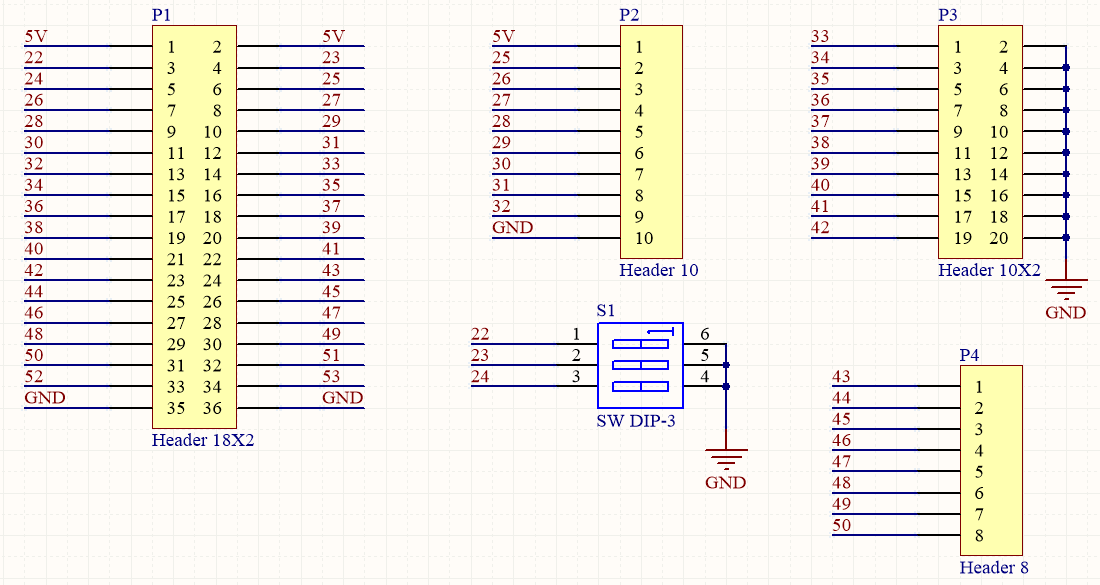 P1
5V 1 2 5V
22 3 4 23
24 5 6 25
26 7 8 27
28 9 10 29
30 11 12 31
32 13 14 33
34 15 16 35
36 17 18 37
38 19 20 39
40 21 22 41
42 23 24 43
44 25 26 45
46 27 28 47
48 29 30 49
50 31 32 51
52 33 34 53
GND 35 36 GND
Header 18X2
P2
5V 1
25 2
26 3
27 4
28 5
29 6
30 7
31 8
32 9
GND 10
Header 10
P3
33 1 2
34 3 4
35 5 6
36 7 8
37 9 10
38 11 12
39 13 14
40 15 16
41 17 18
42 19 20
Header 10X2
GND
S1
22 1 6
23 2 5
24 3 4
SW DIP-3
GND
P4
43 1
44 2
45 3
46 4
47 5
48 6
49 7
50 8
Header 8